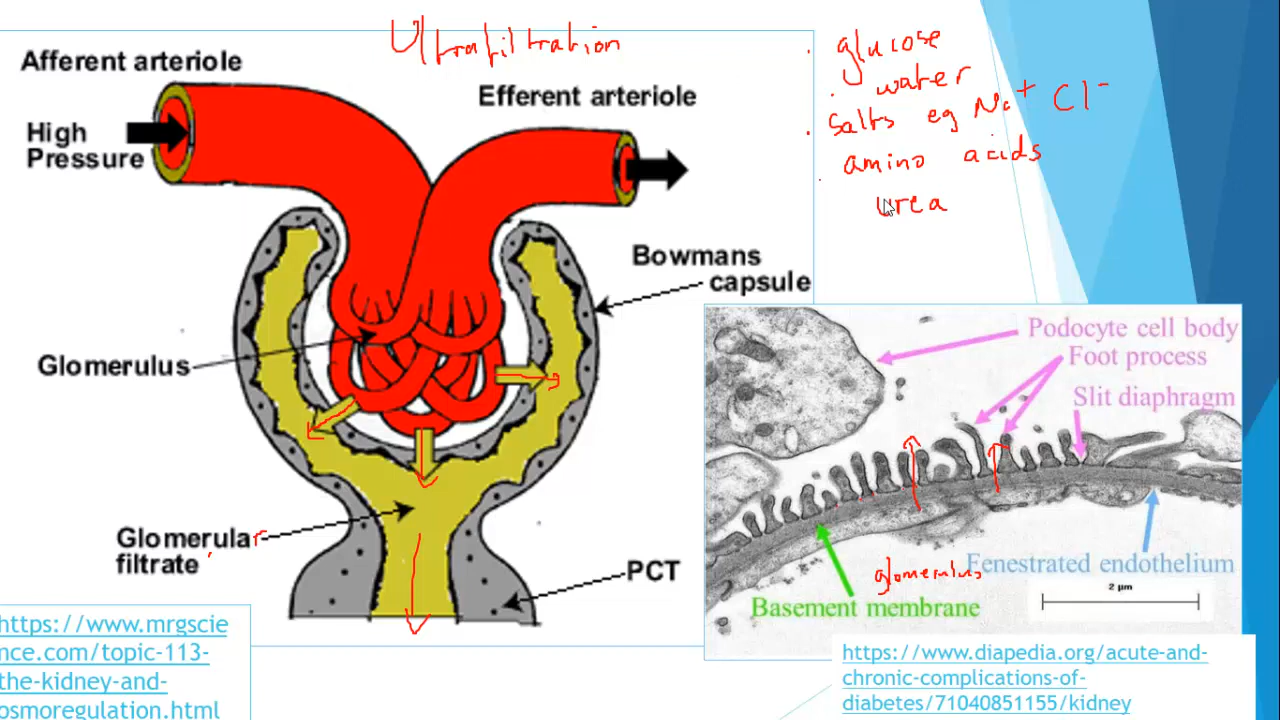 Ultrafiltration
Afferent arteriole
High
Pressure
Efferent arteriole
Bowmans
capsule
Glomerulus
Glomerular
filtrate
PCT
glucose
water
salts eg Na+ Cl-
amino acids
urea
Podocyte cell body
Foot process
Slit diaphragm
Fenestrated endothelium
glomerulus
Basement membrane
2 µm
https://www.mrgscie
nce.com/topic-113-
the-kidney-and-
osmoregulation.html
https://www.diapedia.org/acute-and-
chronic-complications-of-
diabetes/71040851155/kidney